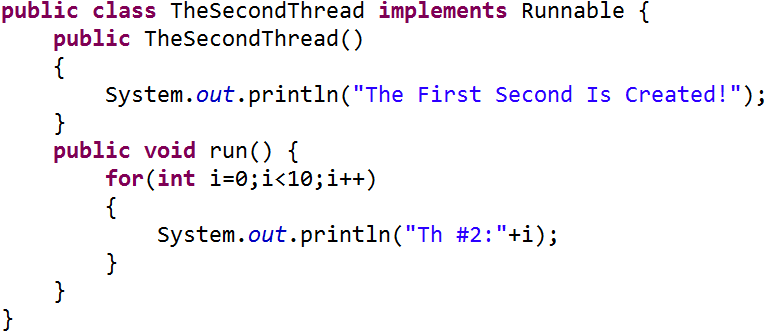 public class TheSecondThread implements Runnable {
    public TheSecondThread()
    {
        System.out.println("The First Second Is Created!");
    }
    public void run() {
        for(int i=0;i<10;i++)
        {
            System.out.println("Th #2:"+i);
        }
    }
}